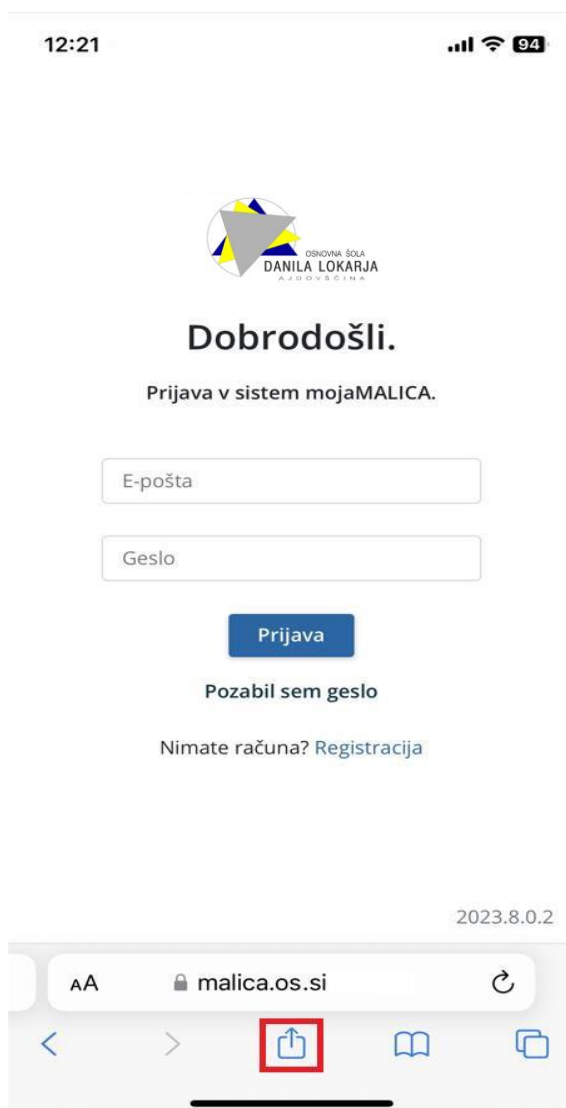 12:21
94
OSNOVNA ŠOLA
DANILA LOKARJA
AJDOVŠČINA
Dobrodošli.
Prijava v sistem mojaMALICA.
E-pošta
Geslo
Prijava
Pozabil sem geslo
Nimate računa? Registracija
2023.8.0.2
AA malica.os.si